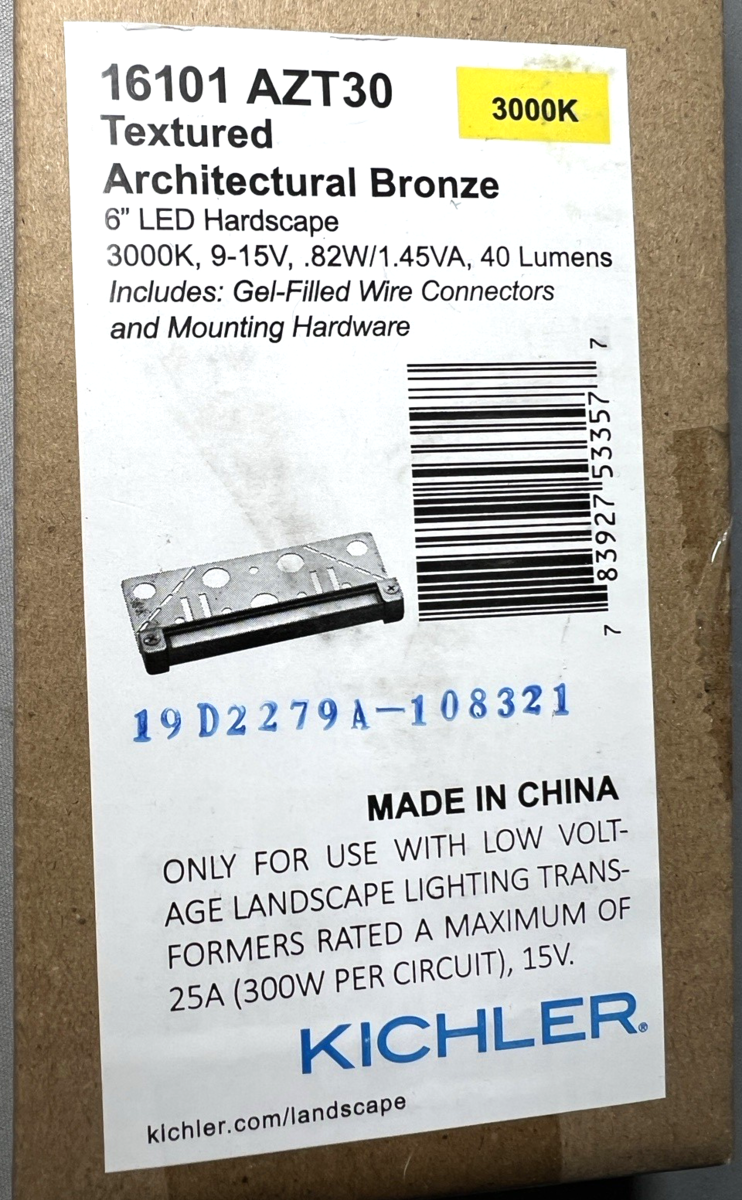 16101 AZT30
3000K
Textured
Architectural Bronze
6” LED Hardscape
3000K, 9-15V, .82W/1.45VA, 40 Lumens
Includes: Gel-Filled Wire Connectors
and Mounting Hardware
7 83927 53357 7
19D2279A-108321
MADE IN CHINA
ONLY FOR USE WITH LOW VOLT-
AGE LANDSCAPE LIGHTING TRANS-
FORMERS RATED A MAXIMUM OF
25A (300W PER CIRCUIT), 15V.
KICHLER®
kichler.com/landscape